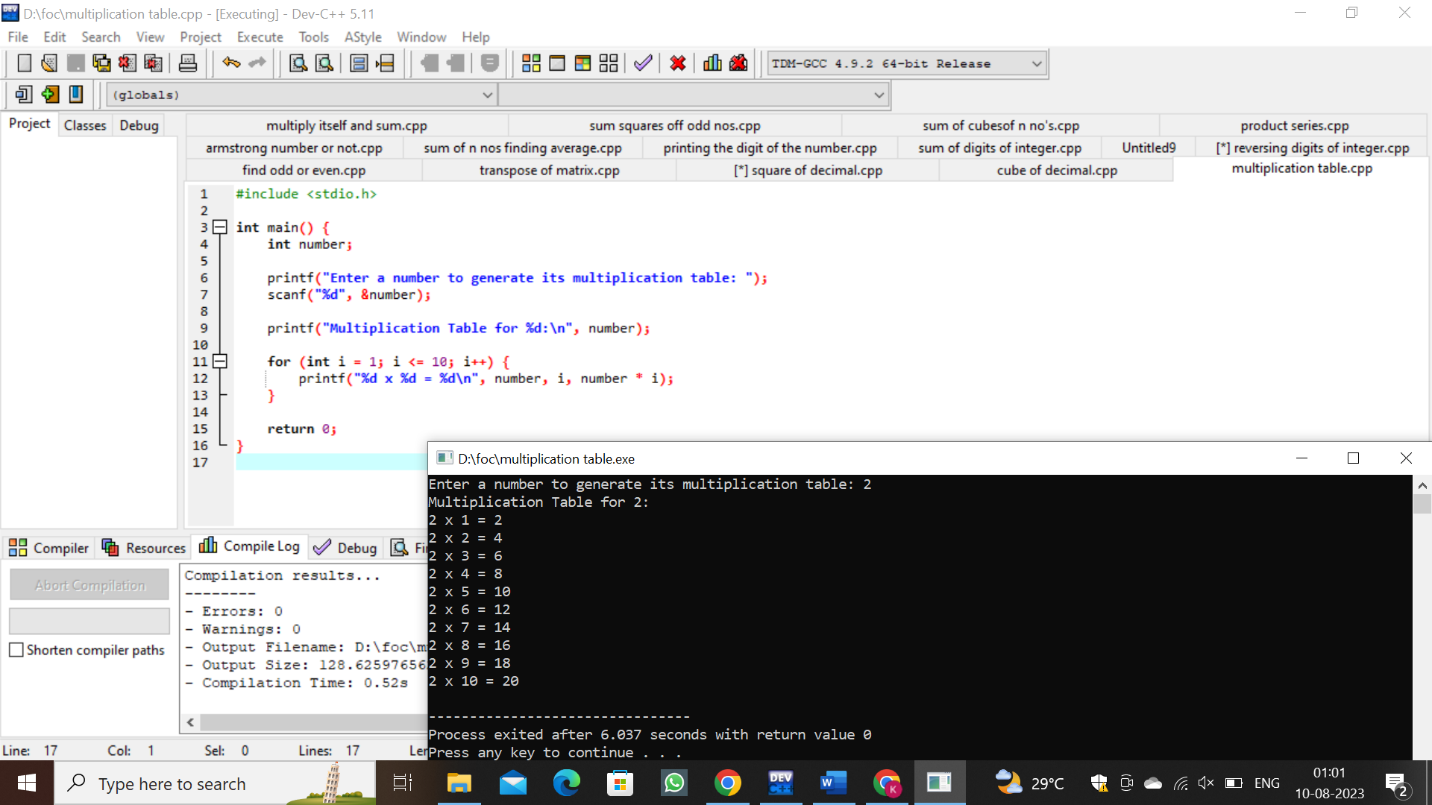 D:\foc\multiplication table.cpp - [Executing] - Dev-C++ 5.11
File Edit Search View Project Execute Tools AStyle Window Help
TDM-GCC 4.9.2 64-bit Release
(globals)
Project Classes Debug
multiply itself and sum.cpp sum squares off odd nos.cpp sum of cubesof n no's.cpp product series.cpp
armstrong number or not.cpp sum of n nos finding average.cpp printing the digit of the number.cpp sum of digits of integer.cpp Untitled9 [*] reversing digits of integer.cpp
find odd or even.cpp transpose of matrix.cpp [*] square of decimal.cpp cube of decimal.cpp multiplication table.cpp
1 #include <stdio.h>
2
3 int main() {
4 int number;
5
6 printf("Enter a number to generate its multiplication table: ");
7 scanf("%d", &number);
8
9 printf("Multiplication Table for %d:\n", number);
10
11 for (int i = 1; i <= 10; i++) {
12 printf("%d x %d = %d\n", number, i, number * i);
13 }
14
15 return 0;
16 }
17
D:\foc\multiplication table.exe
Enter a number to generate its multiplication table: 2
Multiplication Table for 2:
2 x 1 = 2
2 x 2 = 4
2 x 3 = 6
2 x 4 = 8
2 x 5 = 10
2 x 6 = 12
2 x 7 = 14
2 x 8 = 16
2 x 9 = 18
2 x 10 = 20
--------------------------------
Process exited after 6.037 seconds with return value 0
Press any key to continue . . .
Compiler Resources Compile Log Debug Fi
Abort Compilation
Shorten compiler paths
Compilation results...
--------
- Errors: 0
- Warnings: 0
- Output Filename: D:\foc\m
- Output Size: 128.62597656
- Compilation Time: 0.52s
Line: 17 Col: 1 Sel: 0 Lines: 17 Ler
Type here to search
DEV C++
W
K
29°C
ENG
01:01
10-08-2023
2